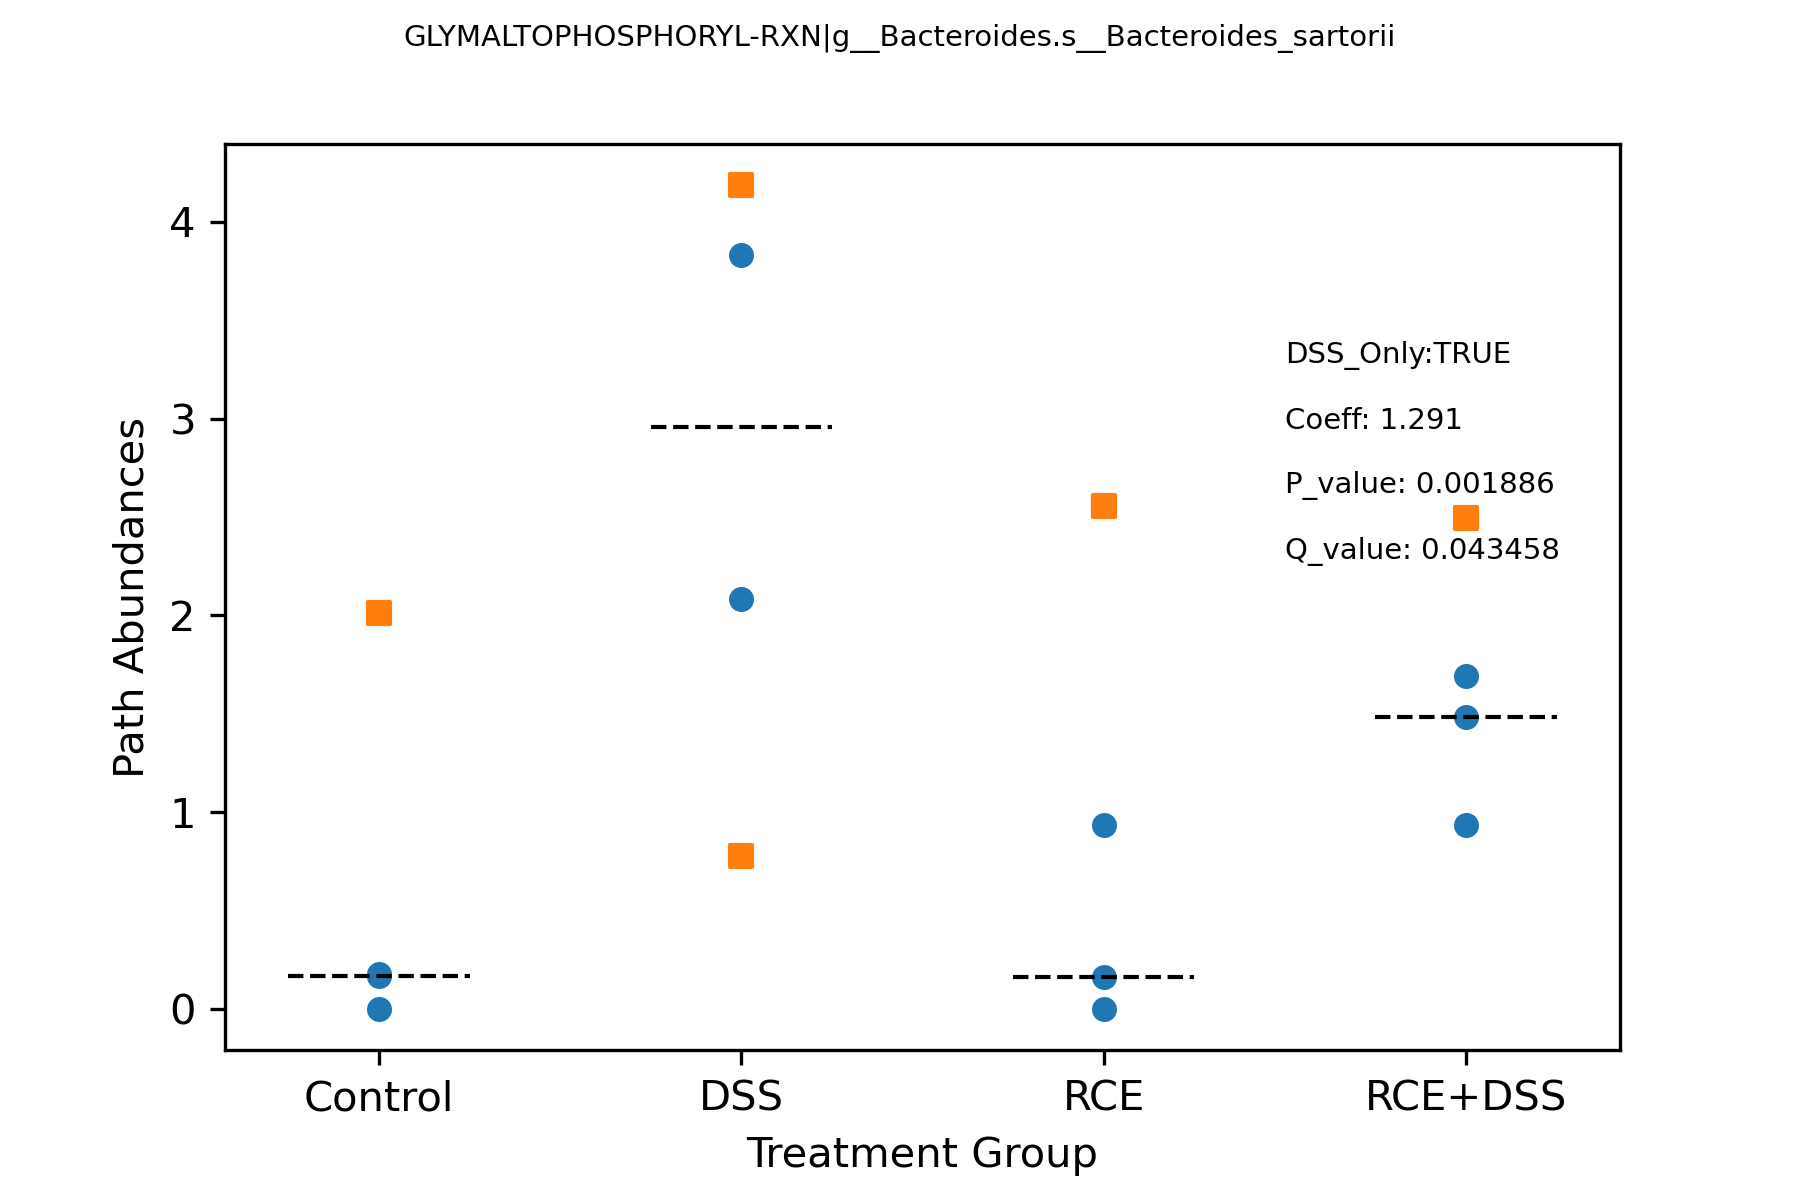 GLYMALTOPHOSPHORYL-RXN|g__Bacteroides.s__Bacteroides_sartorii
Path Abundances
4
3
2
1
0
DSS_Only:TRUE
Coeff: 1.291
P_value: 0.001886
Q_value: 0.043458
Control
DSS
RCE
RCE+DSS
Treatment Group